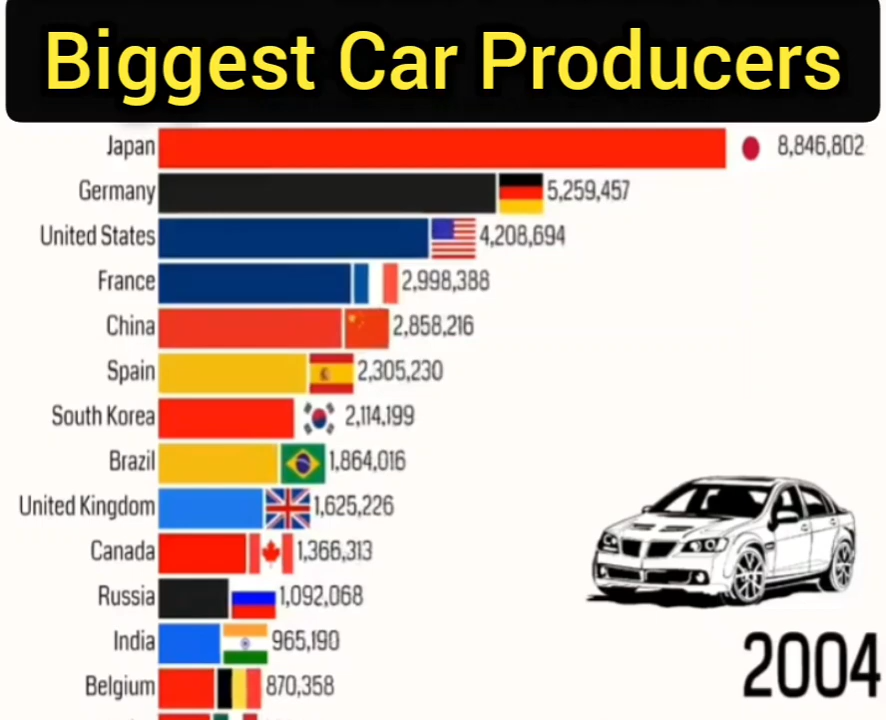 Biggest Car Producers
Japan 8,846,802
Germany 5,259,457
United States 4,208,694
France 2,998,388
China 2,858,216
Spain 2,305,230
South Korea 2,114,199
Brazil 1,864,016
United Kingdom 1,625,226
Canada 1,366,313
Russia 1,092,068
India 965,190
Belgium 870,358
2004